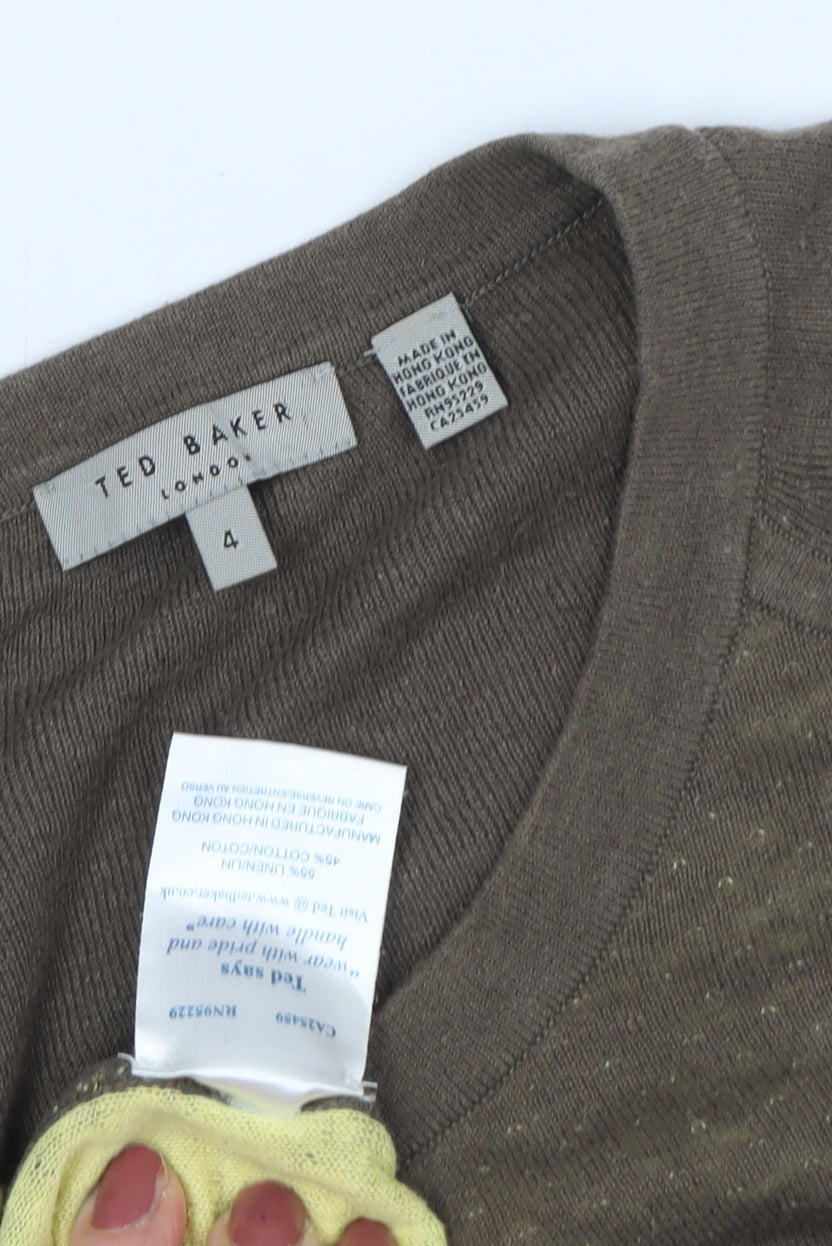 TED BAKER
LONDON
4
MADE IN
HONG KONG
FABRIQUE EN
HONG KONG
RN95229
CA25459
CA25459 RN95229
Ted says
"wear with pride and
handle with care"
Visit Ted @ www.tedbaker.co.uk
55% LINEN/LIN
45% COTTON/COTON
MANUFACTURED IN HONG KONG
FABRIQUE EN HONG KONG
CARE ON REVERSE/ENTRETIEN AU VERSO